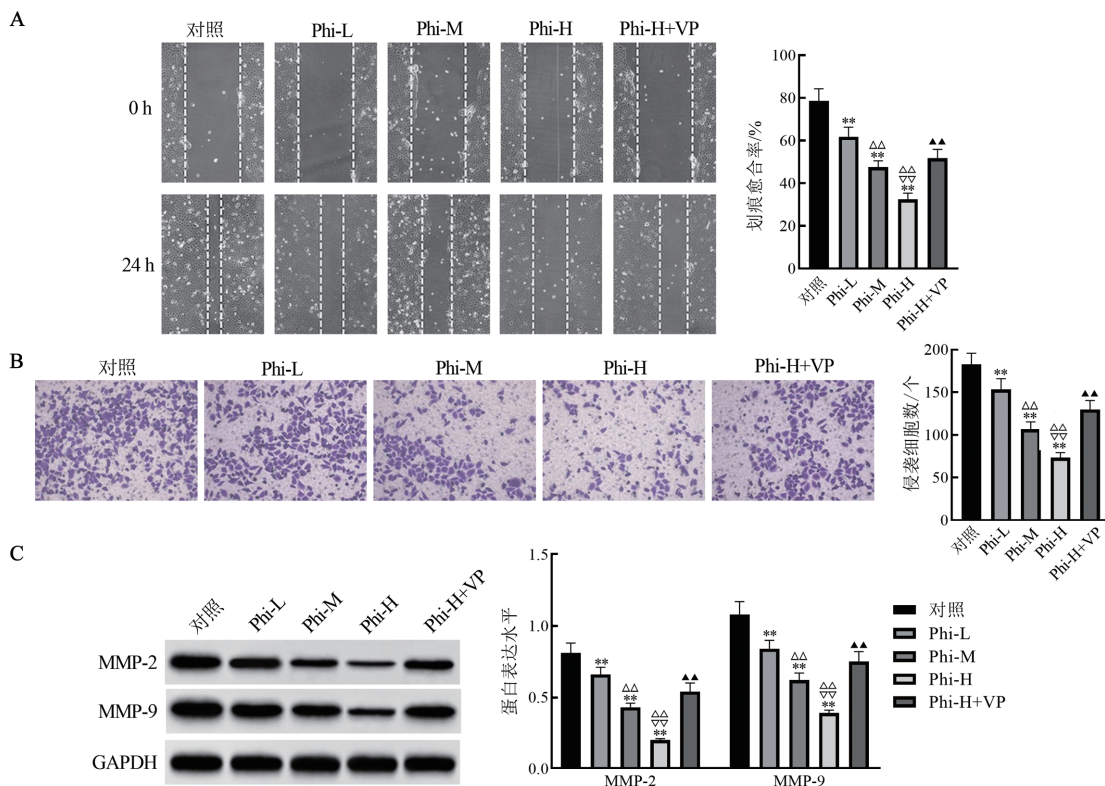 A
对照 Phi-L Phi-M Phi-H Phi-H+VP
0 h
24 h
划痕愈合率/%
100
80
60
40
20
0
**
△△
**
△△
▽▽
**
▲▲
对照 Phi-L Phi-M Phi-H Phi-H+VP
B
对照 Phi-L Phi-M Phi-H Phi-H+VP
侵袭细胞数/个
200
150
100
50
0
**
△△
**
△△
▽▽
**
▲▲
对照 Phi-L Phi-M Phi-H Phi-H+VP
C
对照 Phi-L Phi-M Phi-H Phi-H+VP
MMP-2
MMP-9
GAPDH
蛋白表达水平
1.5
1.0
0.5
0.0
**
△△
**
△△
▽▽
**
▲▲
**
△△
**
△△
▽▽
**
▲▲
MMP-2 MMP-9
对照
Phi-L
Phi-M
Phi-H
Phi-H+VP